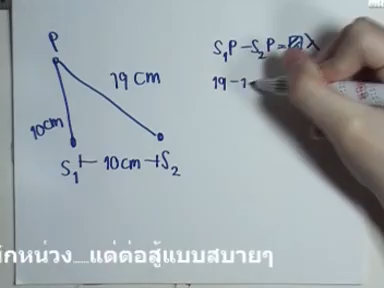 P
19 cm
10cm
S₁
10cm
S₂
S₁P - S₂P = λ
19 - 1
กหน่วง...แต่ต่อสู้แบบสบายๆ